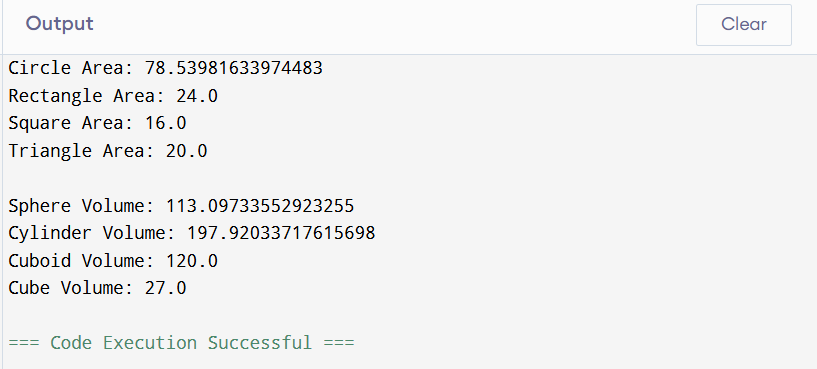 Output
Clear
Circle Area: 78.53981633974483
Rectangle Area: 24.0
Square Area: 16.0
Triangle Area: 20.0
Sphere Volume: 113.09733552923255
Cylinder Volume: 197.92033717615698
Cuboid Volume: 120.0
Cube Volume: 27.0
=== Code Execution Successful ===